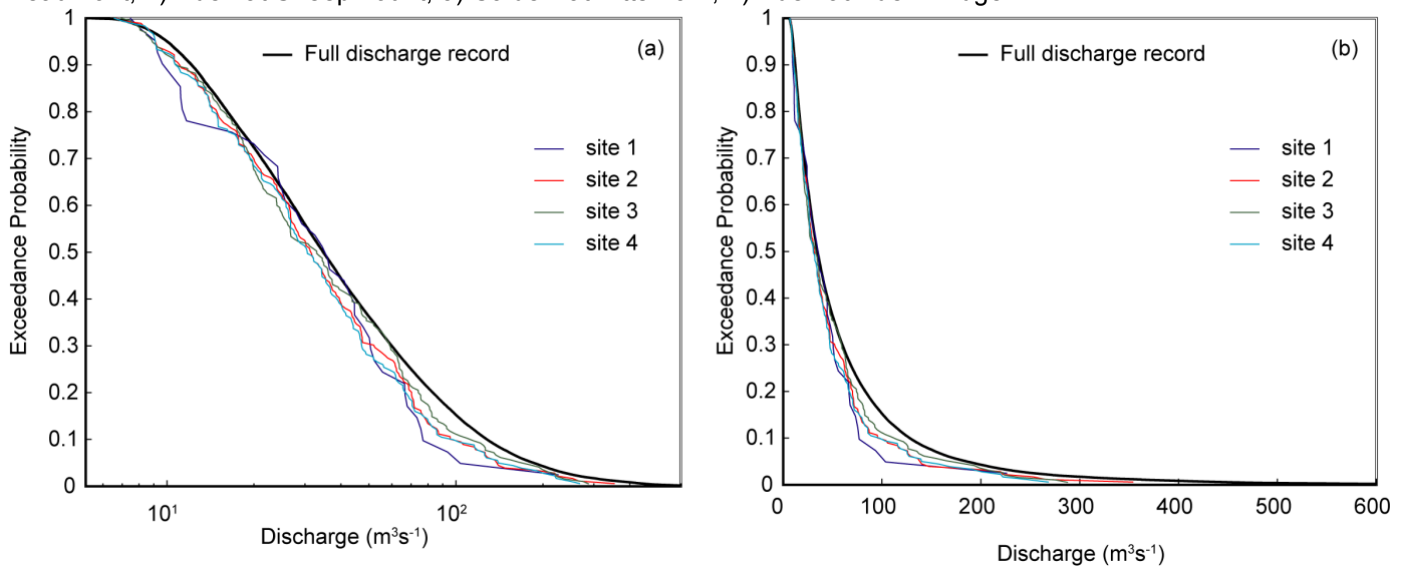 1
0.9
0.8
0.7
0.6
0.5
0.4
0.3
0.2
0.1
0
Exceedance Probability
Full discharge record
(a)
site 1
site 2
site 3
site 4
10¹
10²
Discharge (m³s⁻¹)
1
0.9
0.8
0.7
0.6
0.5
0.4
0.3
0.2
0.1
0
Exceedance Probability
Full discharge record
(b)
site 1
site 2
site 3
site 4
0
100
200
300
400
500
600
Discharge (m³s⁻¹)